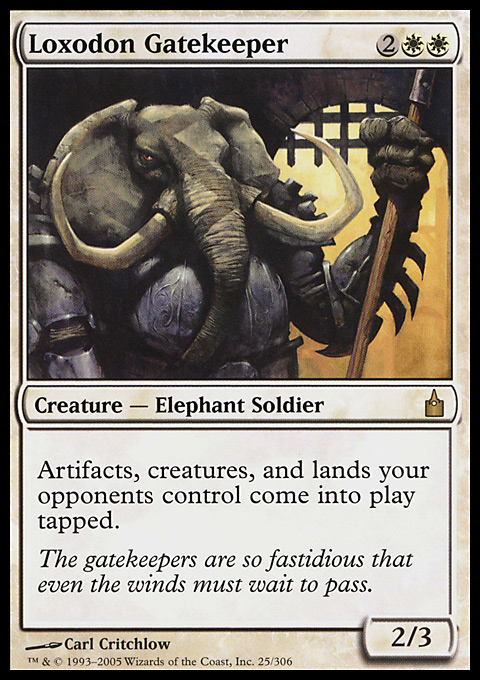 Loxodon Gatekeeper 2
Creature — Elephant Soldier
Artifacts, creatures, and lands your
opponents control come into play
tapped.
The gatekeepers are so fastidious that
even the winds must wait to pass.
Carl Critchlow
2/3
™ & © 1993–2005 Wizards of the Coast, Inc. 25/306